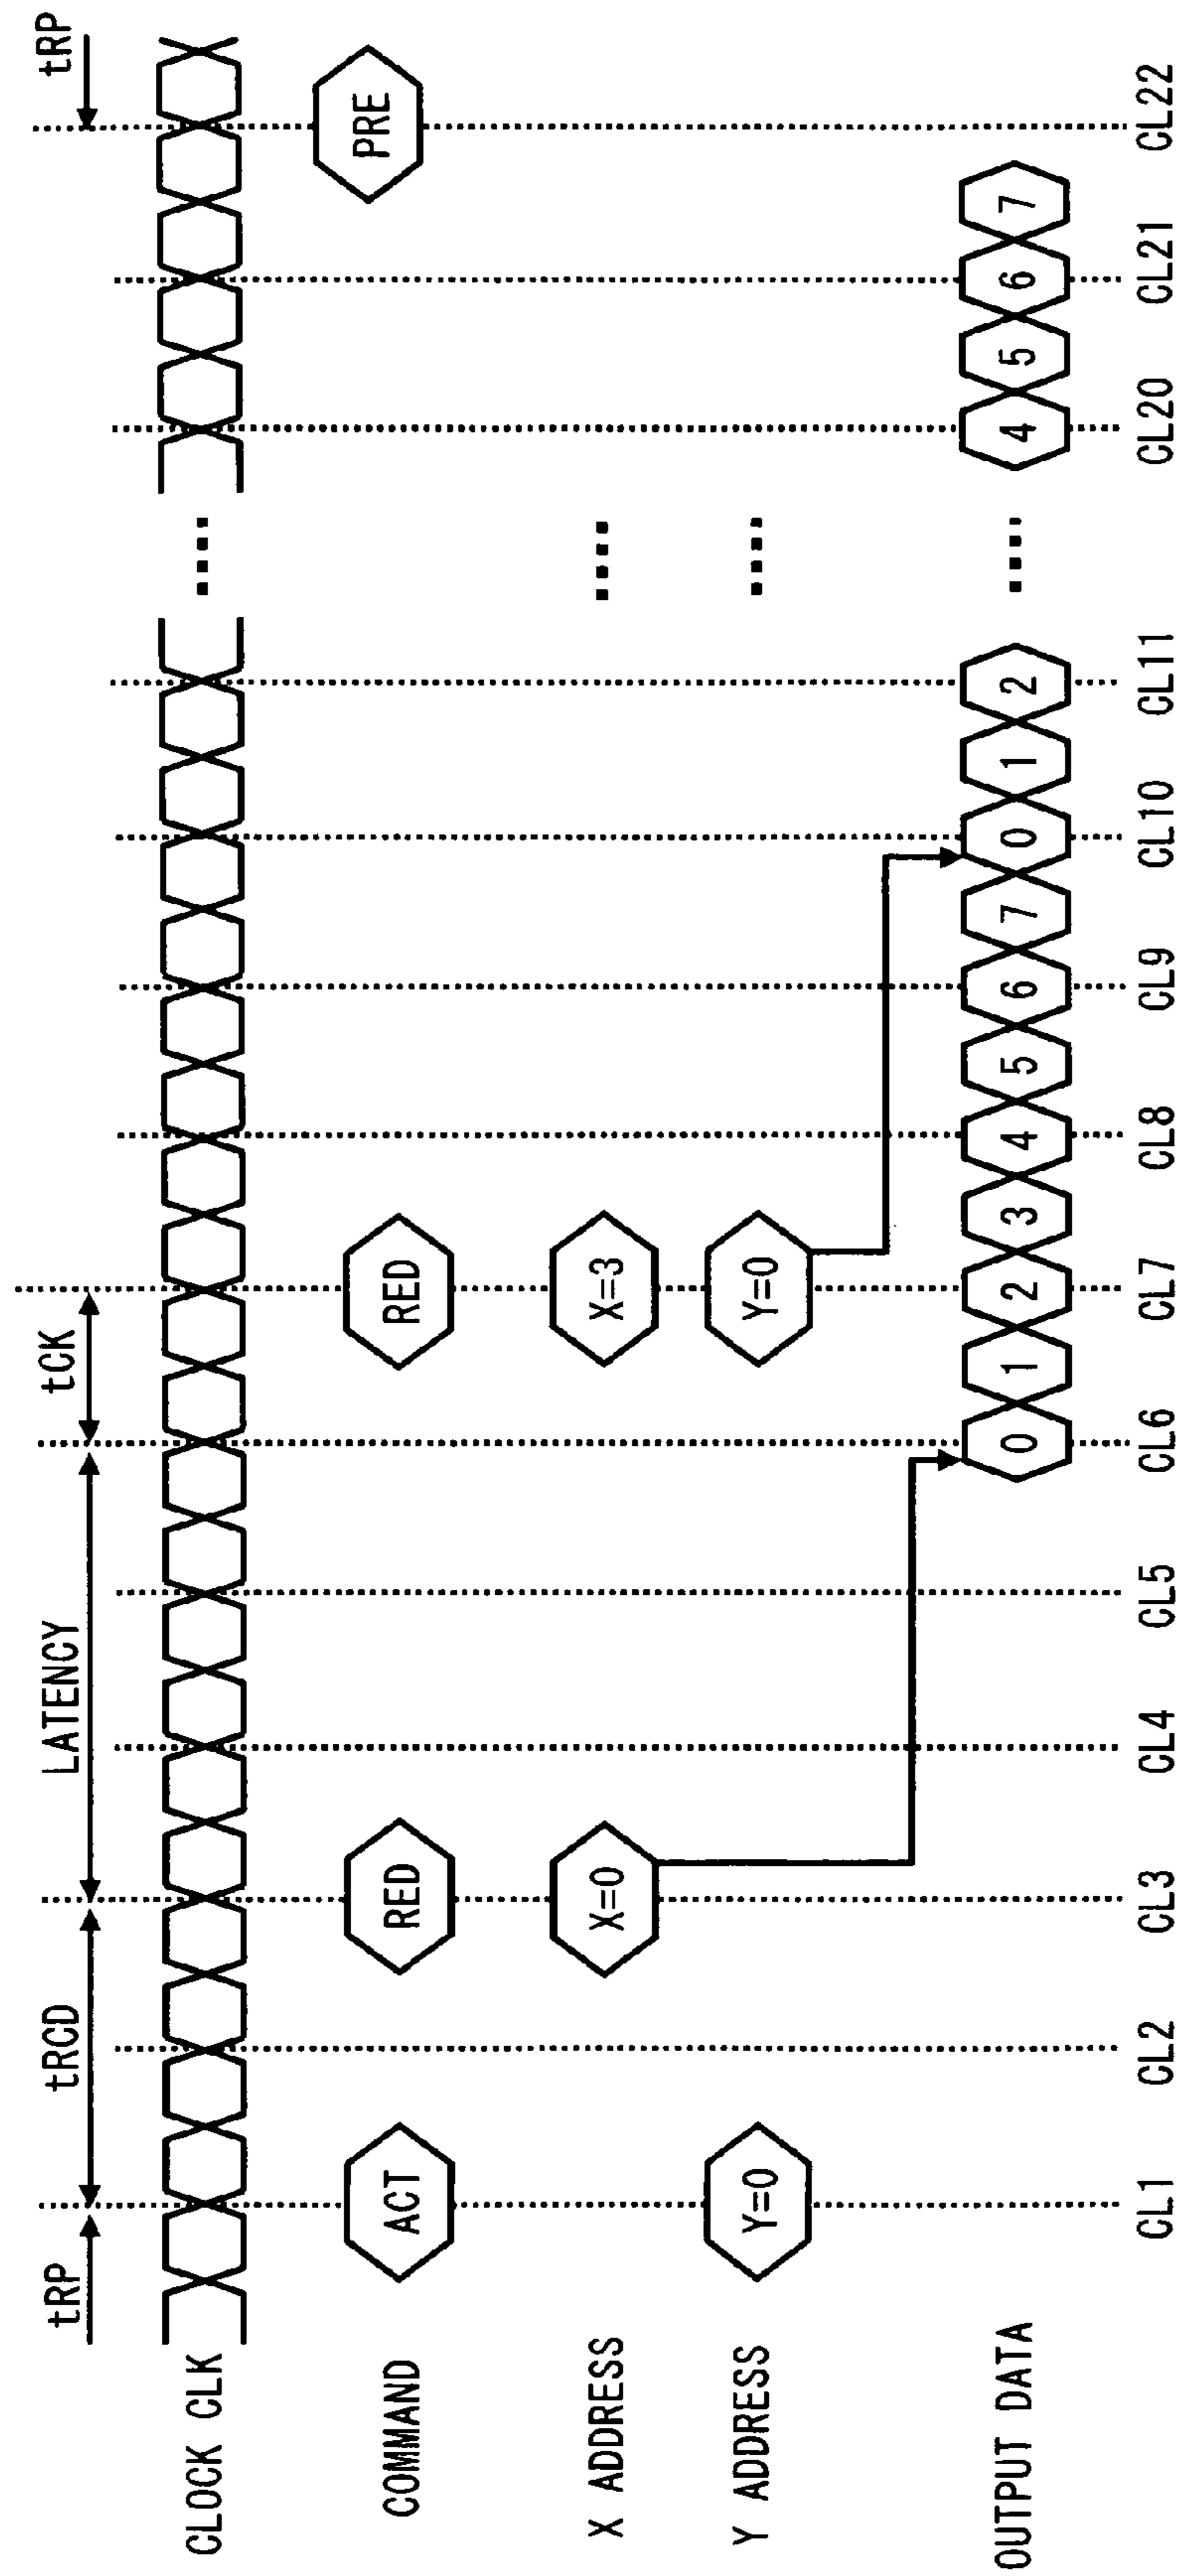 tRP tRCD LATENCY tCK tRP
CLOCK CLK
COMMAND ACT RED RED PRE
X ADDRESS X=0 X=3
Y ADDRESS Y=0 Y=0
OUTPUT DATA 0 1 2 3 4 5 6 7 0 1 2 4 5 6 7
CL1 CL2 CL3 CL4 CL5 CL6 CL7 CL8 CL9 CL10 CL11 CL20 CL21 CL22